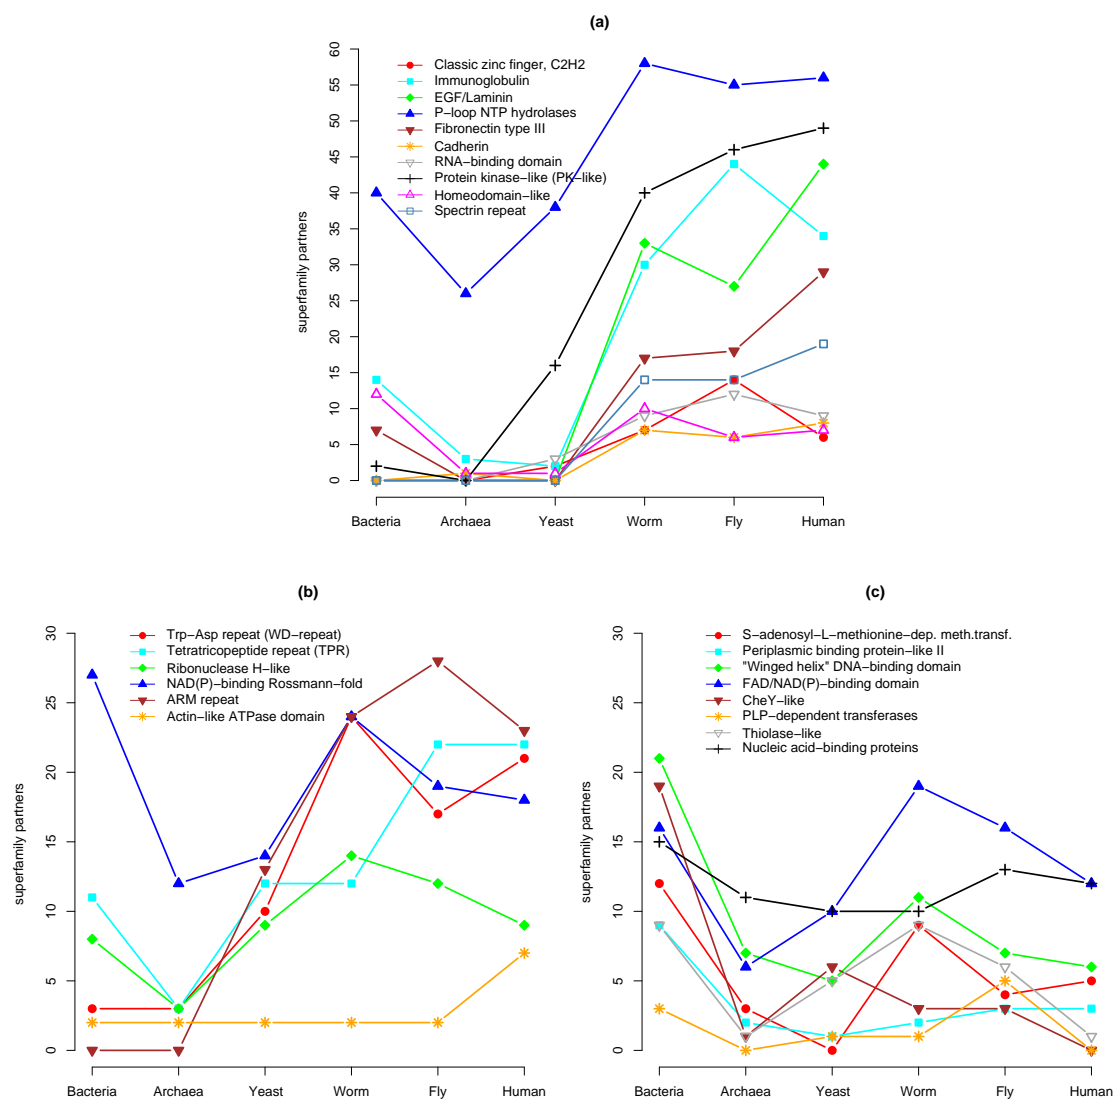 (a)
60
55
50
45
40
35
30
25
20
15
10
5
0
superfamily partners
Classic zinc finger, C2H2
Immunoglobulin
EGF/Laminin
P−loop NTP hydrolases
Fibronectin type III
Cadherin
RNA−binding domain
Protein kinase−like (PK−like)
Homeodomain−like
Spectrin repeat
Bacteria Archaea Yeast Worm Fly Human
(b)
30
25
20
15
10
5
0
superfamily partners
Trp−Asp repeat (WD−repeat)
Tetratricopeptide repeat (TPR)
Ribonuclease H−like
NAD(P)−binding Rossmann−fold
ARM repeat
Actin−like ATPase domain
Bacteria Archaea Yeast Worm Fly Human
(c)
30
25
20
15
10
5
0
superfamily partners
S−adenosyl−L−methionine−dep. meth.transf.
Periplasmic binding protein−like II
"Winged helix" DNA−binding domain
FAD/NAD(P)−binding domain
CheY−like
PLP−dependent transferases
Thiolase−like
Nucleic acid−binding proteins
Bacteria Archaea Yeast Worm Fly Human